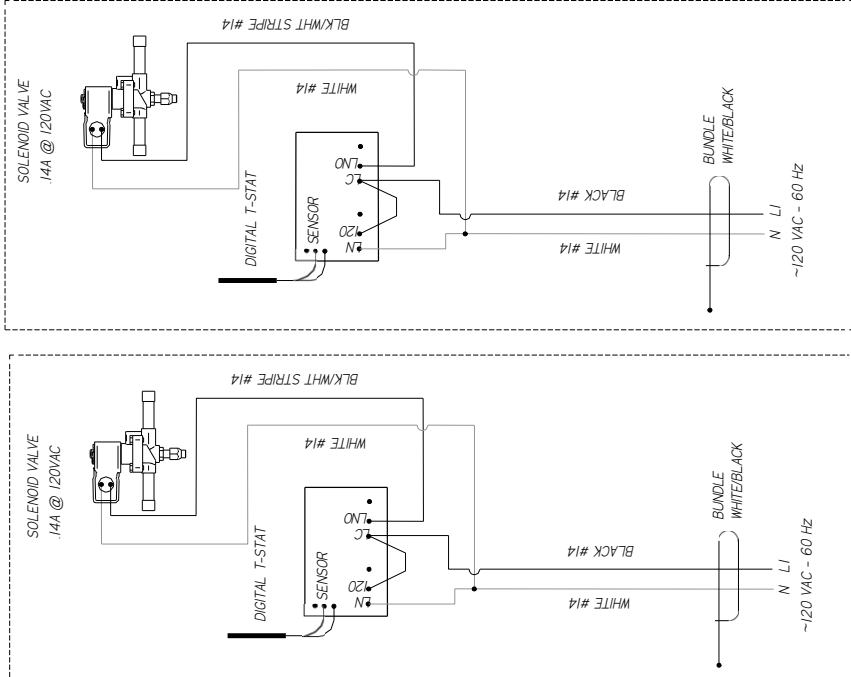 BLK/WHT STRIPE #14
WHITE #14
SOLENOID VALVE
.14A @ 120VAC
DIGITAL T-STAT
SENSOR
LNO
LC
120
LN
BLACK #14
WHITE #14
BUNDLE
WHITE/BLACK
L1
N
~120 VAC - 60 Hz
BLK/WHT STRIPE #14
WHITE #14
SOLENOID VALVE
.14A @ 120VAC
DIGITAL T-STAT
SENSOR
LNO
LC
120
LN
BLACK #14
WHITE #14
BUNDLE
WHITE/BLACK
L1
N
~120 VAC - 60 Hz